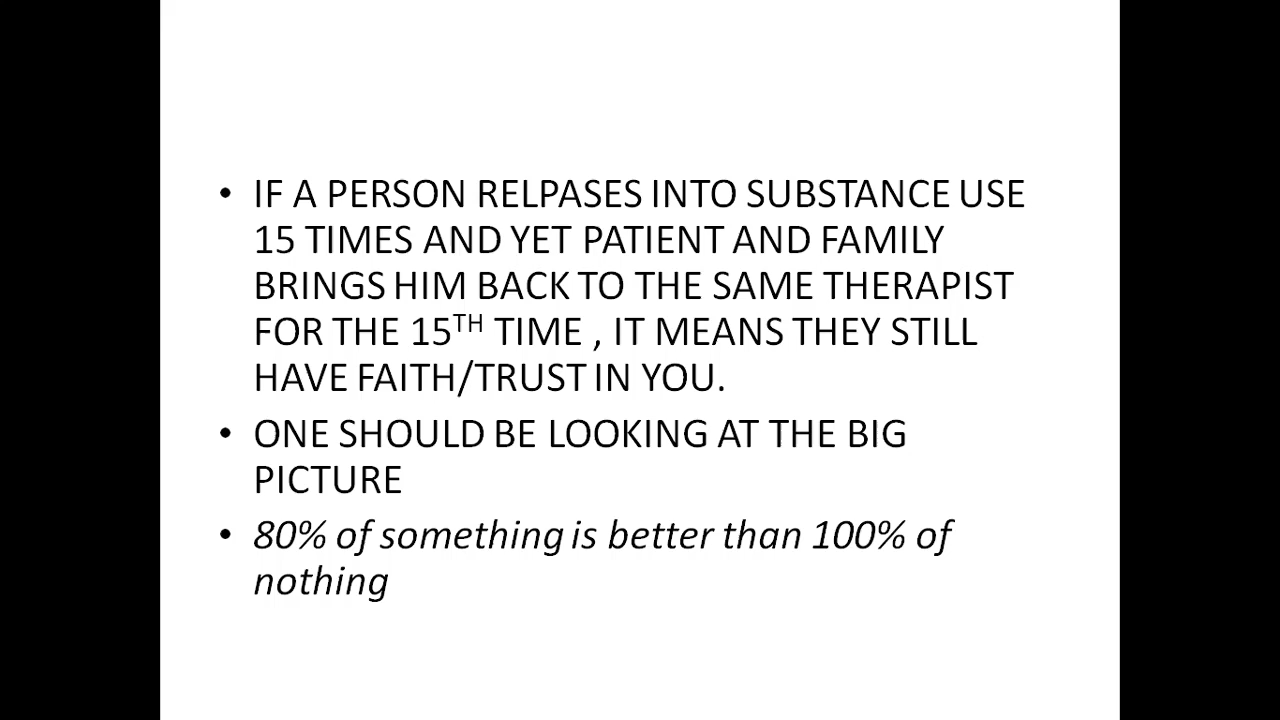 • IF A PERSON RELPASES INTO SUBSTANCE USE
15 TIMES AND YET PATIENT AND FAMILY
BRINGS HIM BACK TO THE SAME THERAPIST
FOR THE 15TH TIME , IT MEANS THEY STILL
HAVE FAITH/TRUST IN YOU.
• ONE SHOULD BE LOOKING AT THE BIG
PICTURE
• 80% of something is better than 100% of
nothing